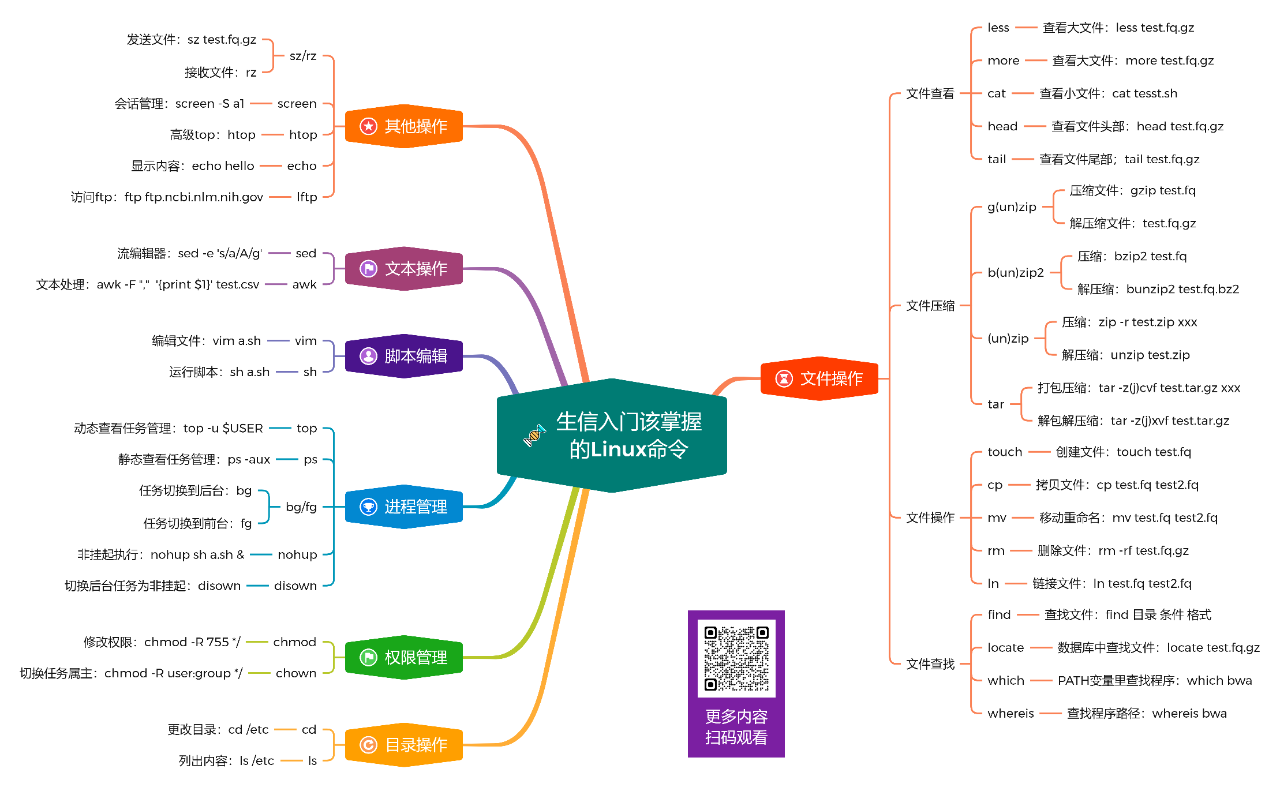 生信入门该掌握
的Linux命令
其他操作
sz/rz
发送文件：sz test.fq.gz
接收文件：rz
screen
会话管理：screen -S a1
htop
高级top：htop
echo
显示内容：echo hello
lftp
访问ftp：ftp ftp.ncbi.nlm.nih.gov
文本操作
sed
流编辑器：sed -e 's/a/A/g'
awk
文本处理：awk -F "," '{print $1}' test.csv
脚本编辑
vim
编辑文件：vim a.sh
sh
运行脚本：sh a.sh
进程管理
top
动态查看任务管理：top -u $USER
ps
静态查看任务管理：ps -aux
bg/fg
任务切换到后台：bg
任务切换到前台：fg
nohup
非挂起执行：nohup sh a.sh &
disown
切换后台任务为非挂起：disown
权限管理
chmod
修改权限：chmod -R 755 */
chown
切换任务属主：chmod -R user:group */
目录操作
cd
更改目录：cd /etc
ls
列出内容：ls /etc
文件操作
文件查看
less
查看大文件：less test.fq.gz
more
查看大文件：more test.fq.gz
cat
查看小文件：cat tesst.sh
head
查看文件头部：head test.fq.gz
tail
查看文件尾部；tail test.fq.gz
文件压缩
g(un)zip
压缩文件：gzip test.fq
解压缩文件：test.fq.gz
b(un)zip2
压缩：bzip2 test.fq
解压缩：bunzip2 test.fq.bz2
(un)zip
压缩：zip -r test.zip xxx
解压缩：unzip test.zip
tar
打包压缩：tar -z(j)cvf test.tar.gz xxx
解包解压缩：tar -z(j)xvf test.tar.gz
文件操作
touch
创建文件：touch test.fq
cp
拷贝文件：cp test.fq test2.fq
mv
移动重命名：mv test.fq test2.fq
rm
删除文件：rm -rf test.fq.gz
ln
链接文件：ln test.fq test2.fq
文件查找
find
查找文件：find 目录 条件 格式
locate
数据库中查找文件：locate test.fq.gz
which
PATH变量里查找程序：which bwa
whereis
查找程序路径：whereis bwa
更多内容
扫码观看